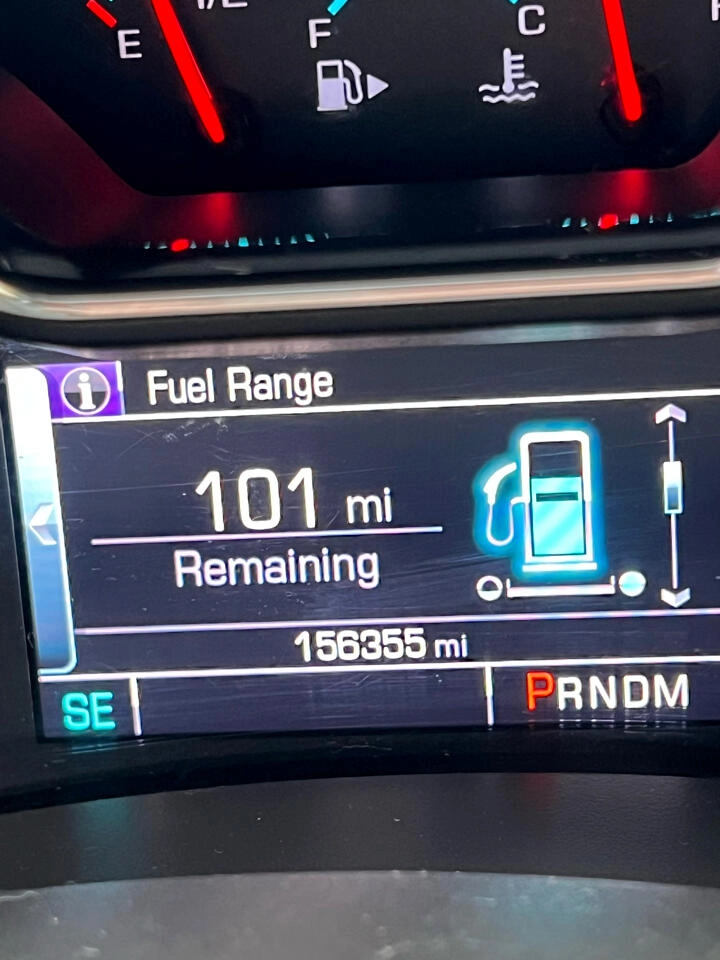 E
F
C
Fuel Range
101 mi
Remaining
156355 mi
SE
PRNDM